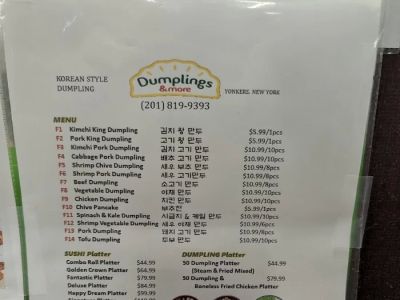 KOREAN STYLE
DUMPLING
Dumplings
& more
YONKERS, NEW YORK
(201) 819-9393
MENU
F1 Kimchi King Dumpling 김치 왕 만두 $5.99/1pcs
F2 Pork King Dumpling 고기 왕 만두 $5.99/1pcs
F3 Kimchi Pork Dumpling 김치 고기 만두 $10.99/10pcs
F4 Cabbage Pork Dumpling 배추 고기 만두 $10.99/10pcs
F5 Shrimp Chive Dumpling 새우 부추 만두 $10.99/8pcs
F6 Shrimp Pork Dumpling 새우 고기만두 $10.99/8pcs
F7 Beef Dumpling 소고기 만두 $10.99/8pcs
F8 Vegetable Dumpling 야채 만두 $10.99/10pcs
F9 Chicken Dumpling 치킨 만두 $10.99/10pcs
F10 Chive Pancake 부추전 $5.99/1pcs
F11 Spinach & Kale Dumpling 시금치 & 케일 만두 $10.99/10pcs
F12 Shrimp Vegetable Dumpling 새우 야채 만두 $10.99/10pcs
F13 Pork Dumpling 돼지 고기 만두 $10.99/10pcs
F14 Tofu Dumpling 두부 만두 $10.99/10pcs
SUSHI Platter
Combo Roll Platter $44.99
Golden Crown Platter $64.99
Fantastic Platter $79.99
Deluxe Platter $84.99
Happy Dream Platter $99.99
DUMPLING Platter
50 Dumpling Platter $44.99
(Steam & Fried Mixed)
50 Dumpling & $79.99
Boneless Fried Chicken Platter